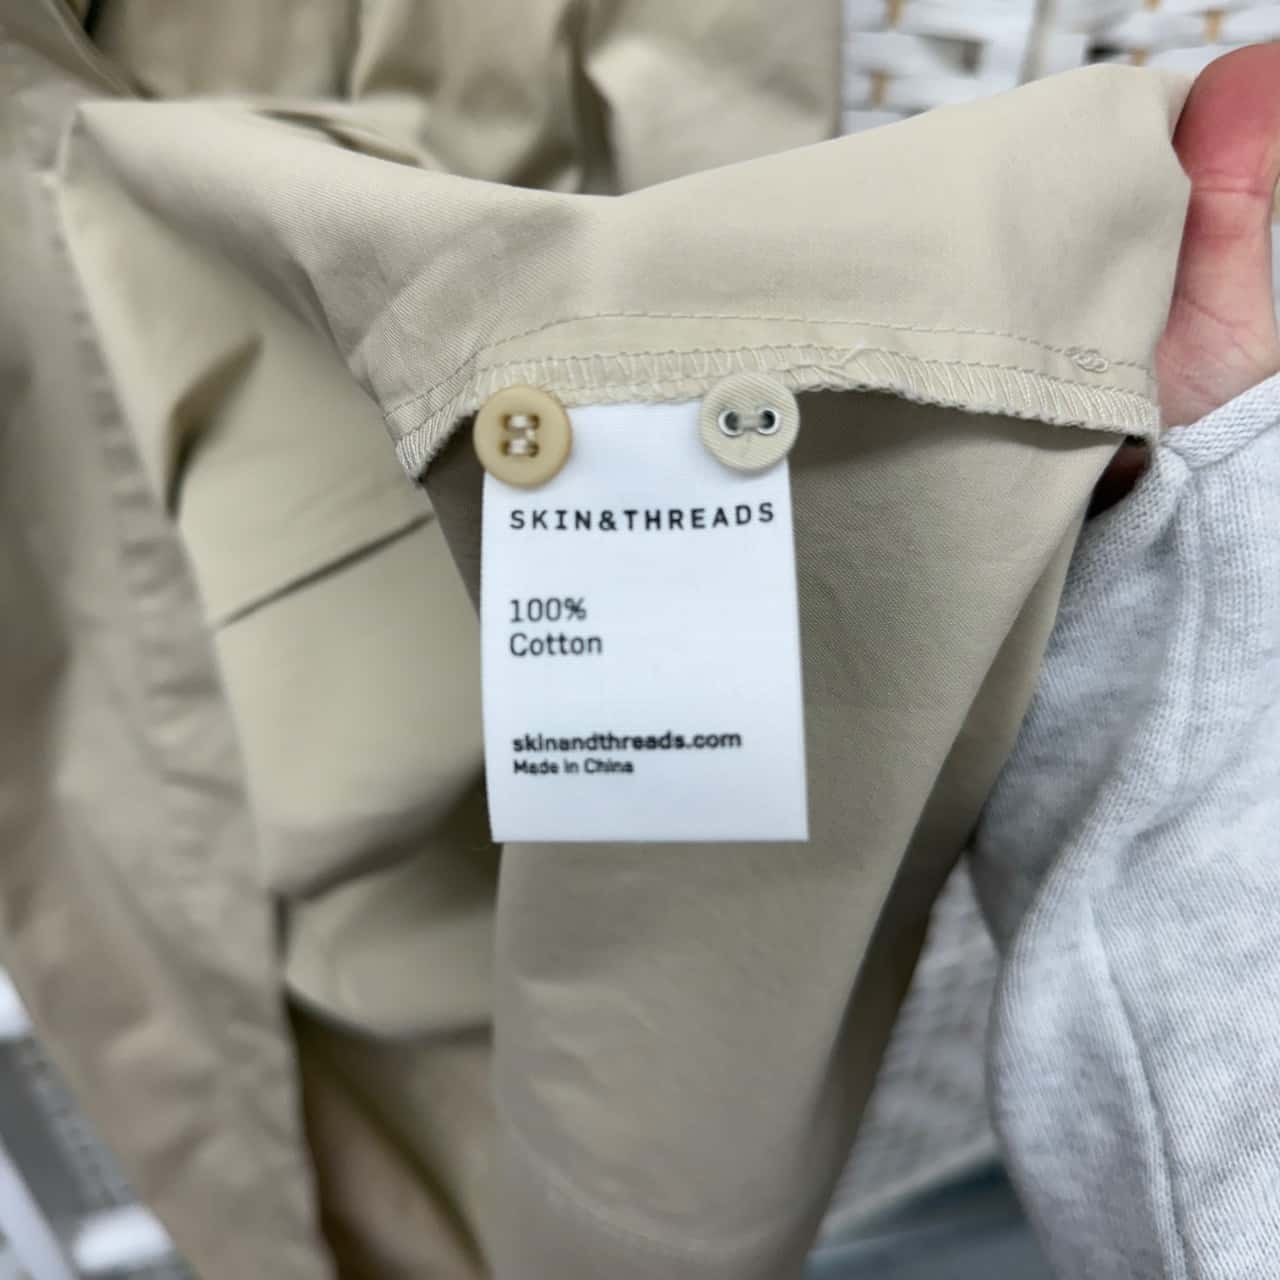 SKIN&THREADS
100%
Cotton
skinandthreads.com
Made in China